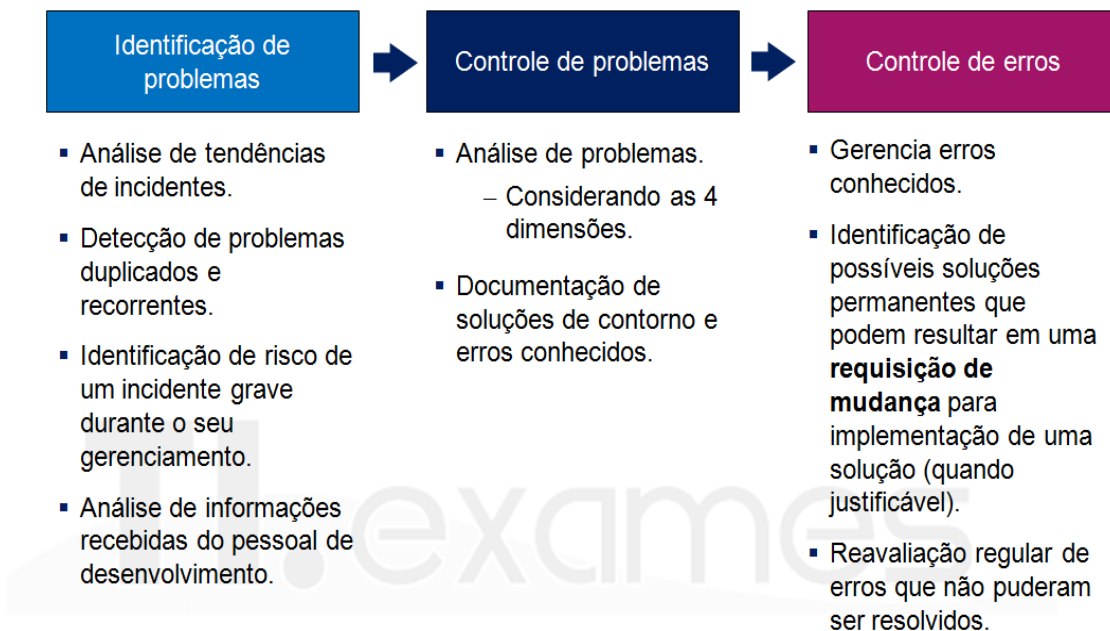 Identificação de
problemas
Controle de problemas
Controle de erros
▪ Análise de tendências
de incidentes.
▪ Detecção de problemas
duplicados e
recorrentes.
▪ Identificação de risco de
um incidente grave
durante o seu
gerenciamento.
▪ Análise de informações
recebidas do pessoal de
desenvolvimento.
▪ Análise de problemas.
– Considerando as 4
dimensões.
▪ Documentação de
soluções de contorno e
erros conhecidos.
▪ Gerencia erros
conhecidos.
▪ Identificação de
possíveis soluções
permanentes que
podem resultar em uma
requisição de
mudança para
implementação de uma
solução (quando
justificável).
▪ Reavaliação regular de
erros que não puderam
ser resolvidos.
TI.exames